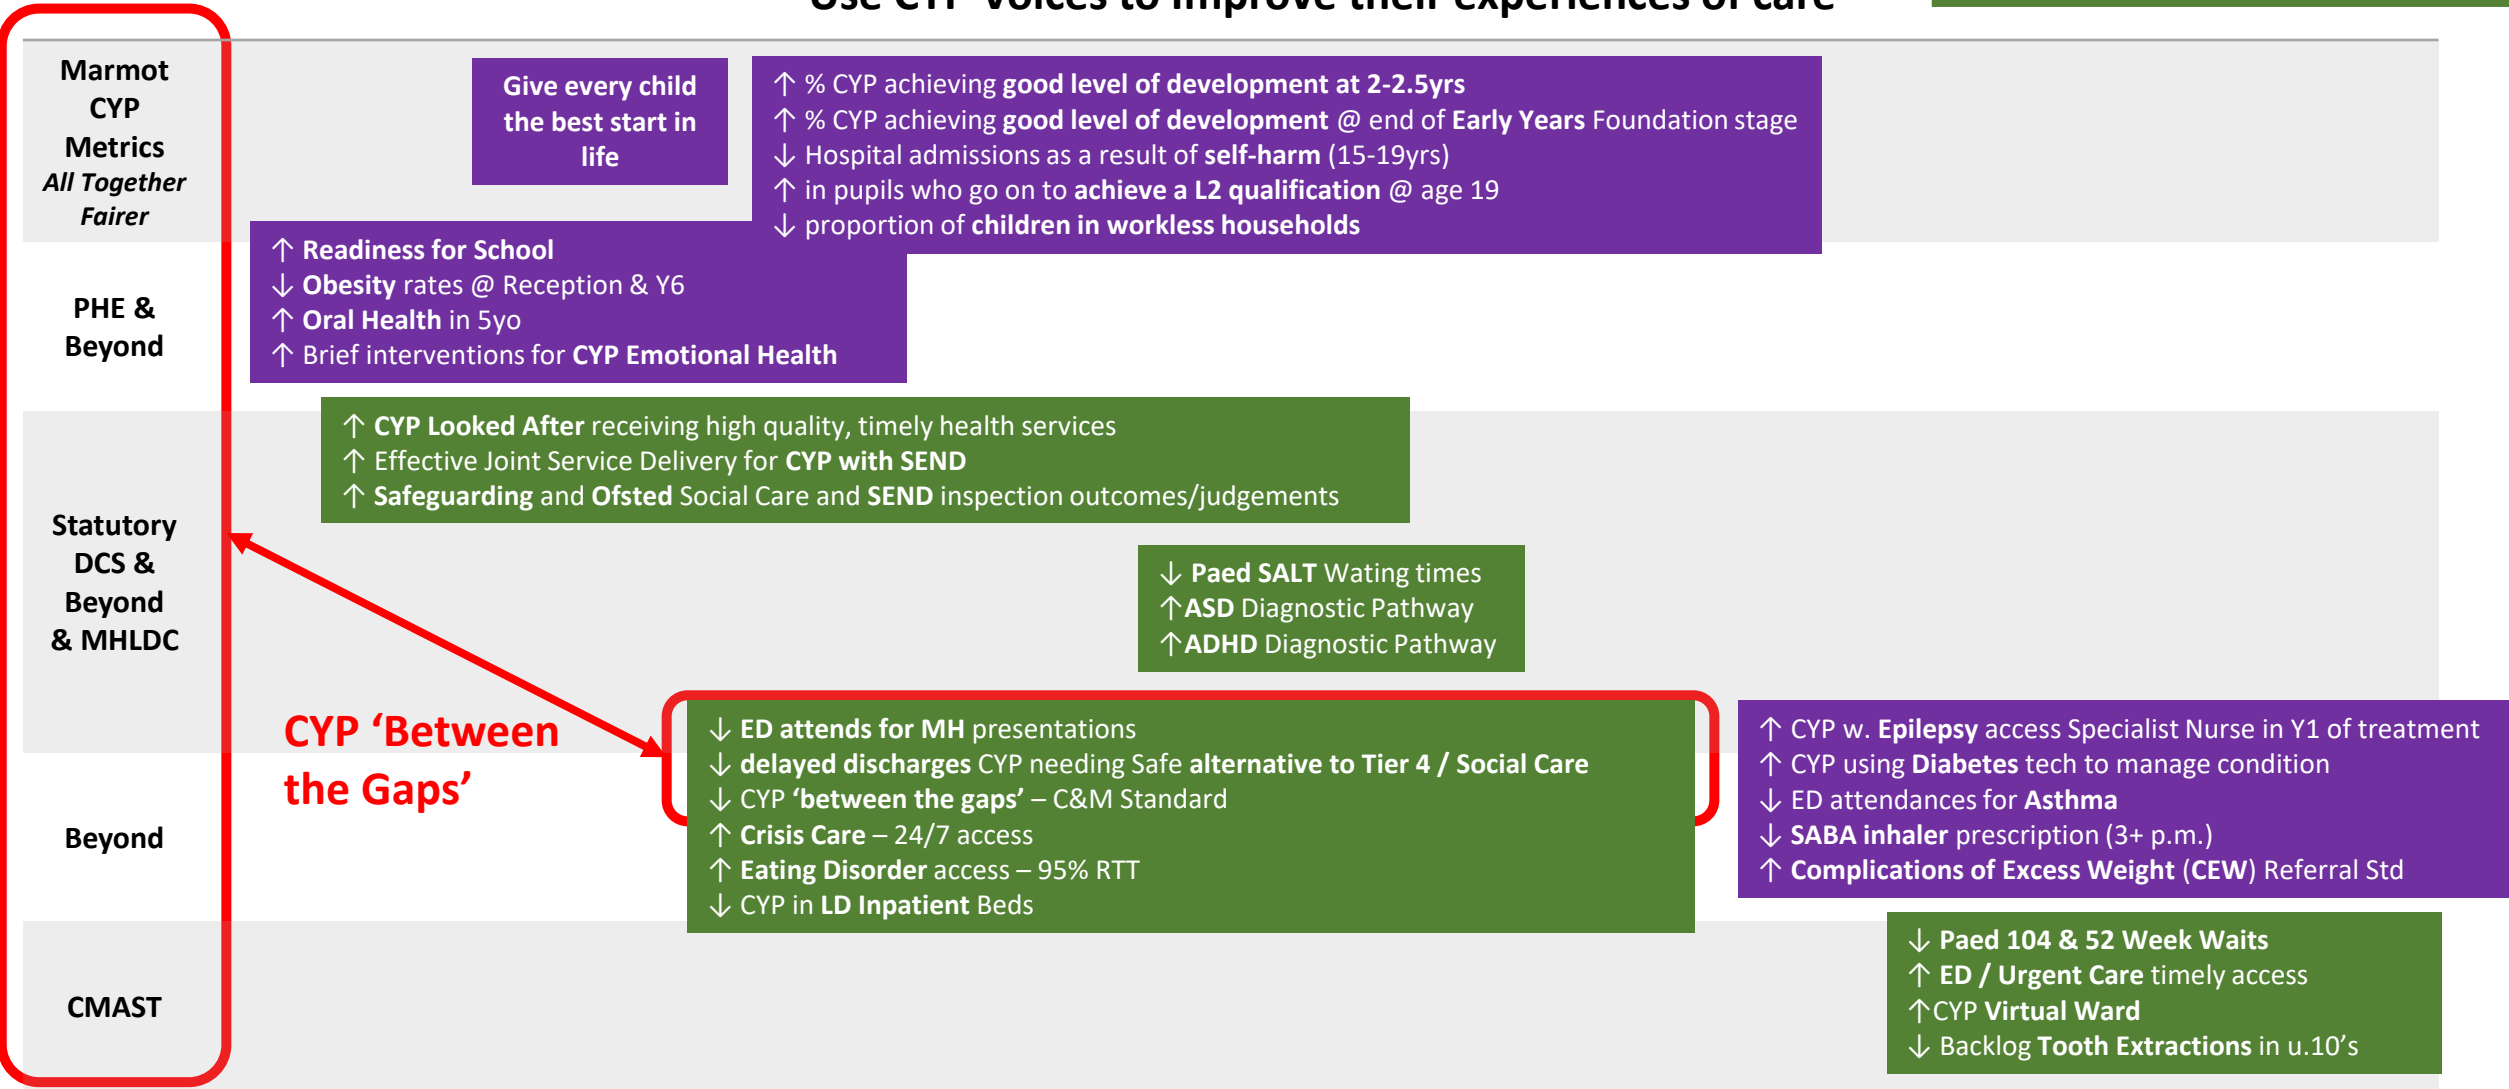 Use CYP voices to improve their experiences of care
Marmot
CYP
Metrics
All Together
Fairer
Give every child
the best start in
life
↑ % CYP achieving good level of development at 2-2.5yrs
↑ % CYP achieving good level of development @ end of Early Years Foundation stage
↓ Hospital admissions as a result of self-harm (15-19yrs)
↑ in pupils who go on to achieve a L2 qualification @ age 19
↓ proportion of children in workless households
PHE &
Beyond
↑ Readiness for School
↓ Obesity rates @ Reception & Y6
↑ Oral Health in 5yo
↑ Brief interventions for CYP Emotional Health
Statutory
DCS &
Beyond
& MHLDC
↑ CYP Looked After receiving high quality, timely health services
↑ Effective Joint Service Delivery for CYP with SEND
↑ Safeguarding and Ofsted Social Care and SEND inspection outcomes/judgements
↓ Paed SALT Wating times
↑ASD Diagnostic Pathway
↑ADHD Diagnostic Pathway
CYP ‘Between
the Gaps’
Beyond
↓ ED attends for MH presentations
↓ delayed discharges CYP needing Safe alternative to Tier 4 / Social Care
↓ CYP ‘between the gaps’ – C&M Standard
↑ Crisis Care – 24/7 access
↑ Eating Disorder access – 95% RTT
↓ CYP in LD Inpatient Beds
↑ CYP w. Epilepsy access Specialist Nurse in Y1 of treatment
↑ CYP using Diabetes tech to manage condition
↓ ED attendances for Asthma
↓ SABA inhaler prescription (3+ p.m.)
↑ Complications of Excess Weight (CEW) Referral Std
CMAST
↓ Paed 104 & 52 Week Waits
↑ ED / Urgent Care timely access
↑CYP Virtual Ward
↓ Backlog Tooth Extractions in u.10’s